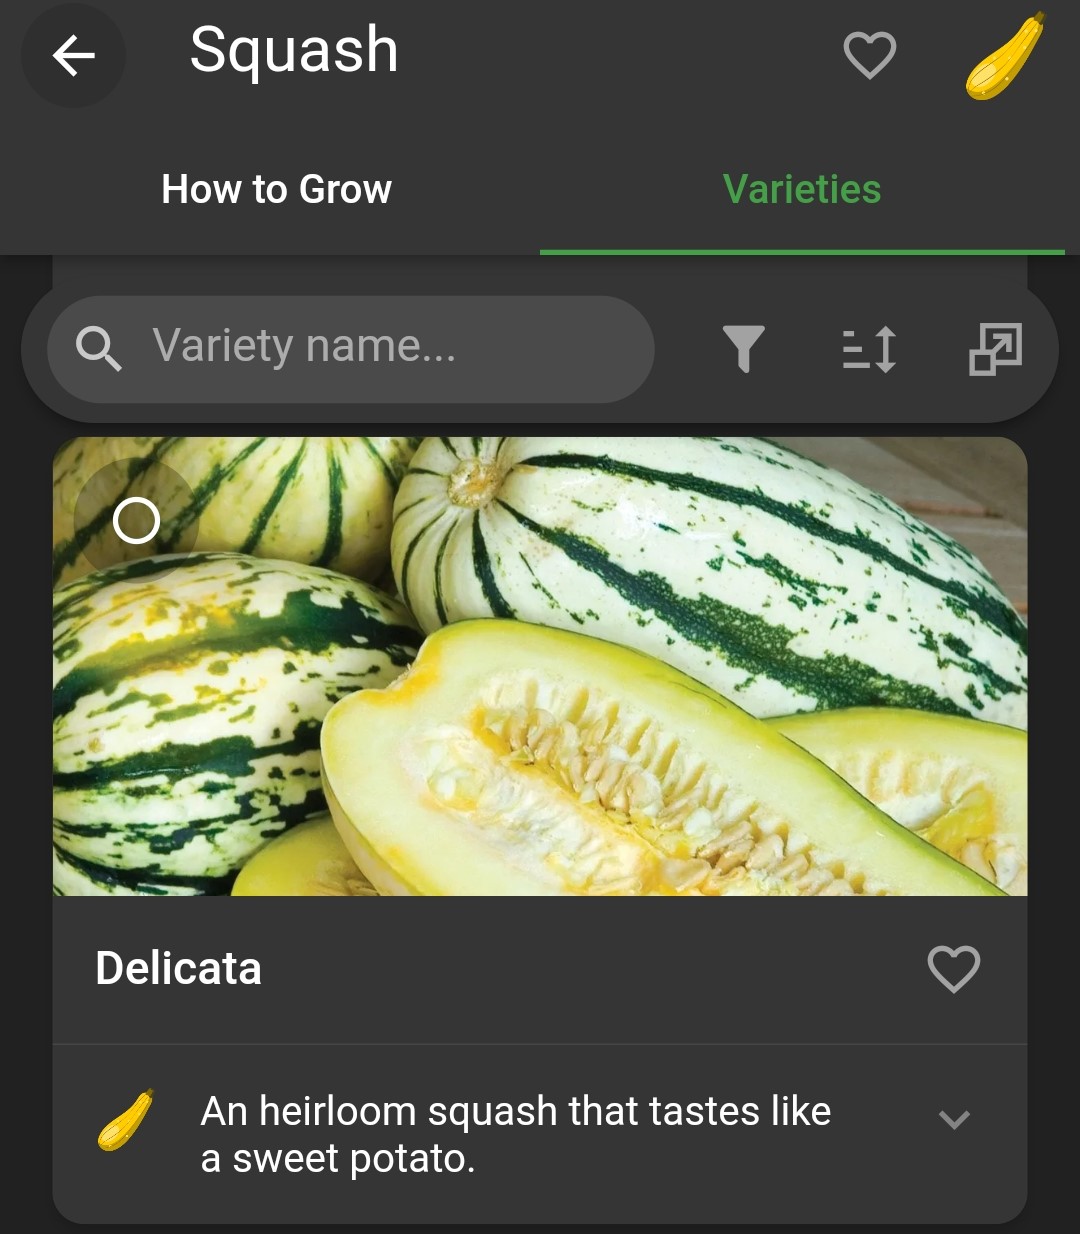 Squash
How to Grow
Varieties
Variety name...
Delicata
An heirloom squash that tastes like
a sweet potato.